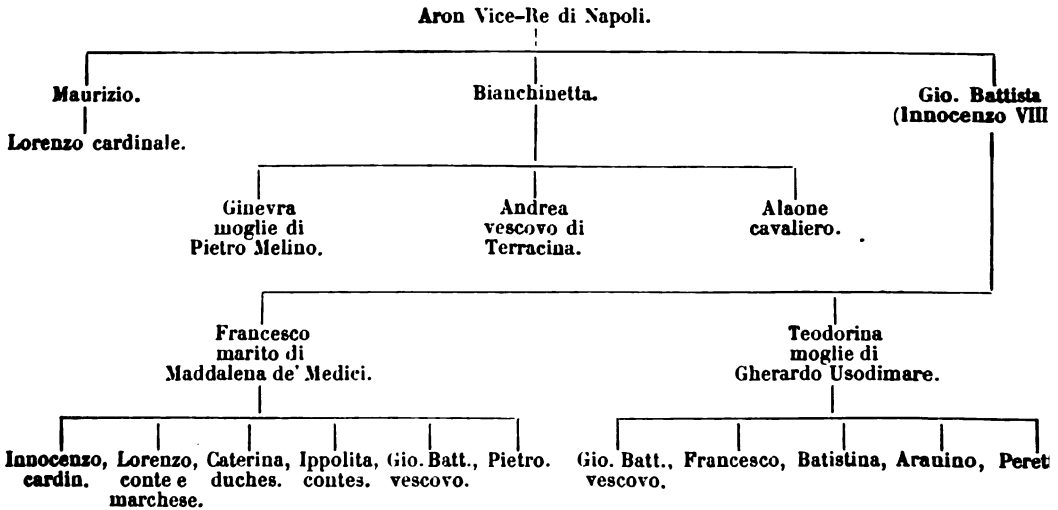 Aron Vice-Re di Napoli.
Maurizio.
Bianchinetta.
Gio. Battista
(Innocenzo VIII
Lorenzo cardinale.
Ginevra
moglie di
Pietro Melino.
Andrea
vescovo di
Terracina.
Alaone
cavaliero.
Francesco
marito di
Maddalena de' Medici.
Teodorina
moglie di
Gherardo Usodimare.
Innocenzo,
cardin.
Lorenzo,
conte e
marchese.
Caterina,
duches.
Ippolita,
contes.
Gio. Batt.,
vescovo.
Pietro.
Gio. Batt.,
vescovo.
Francesco,
Batistina,
Aranino,
Peret